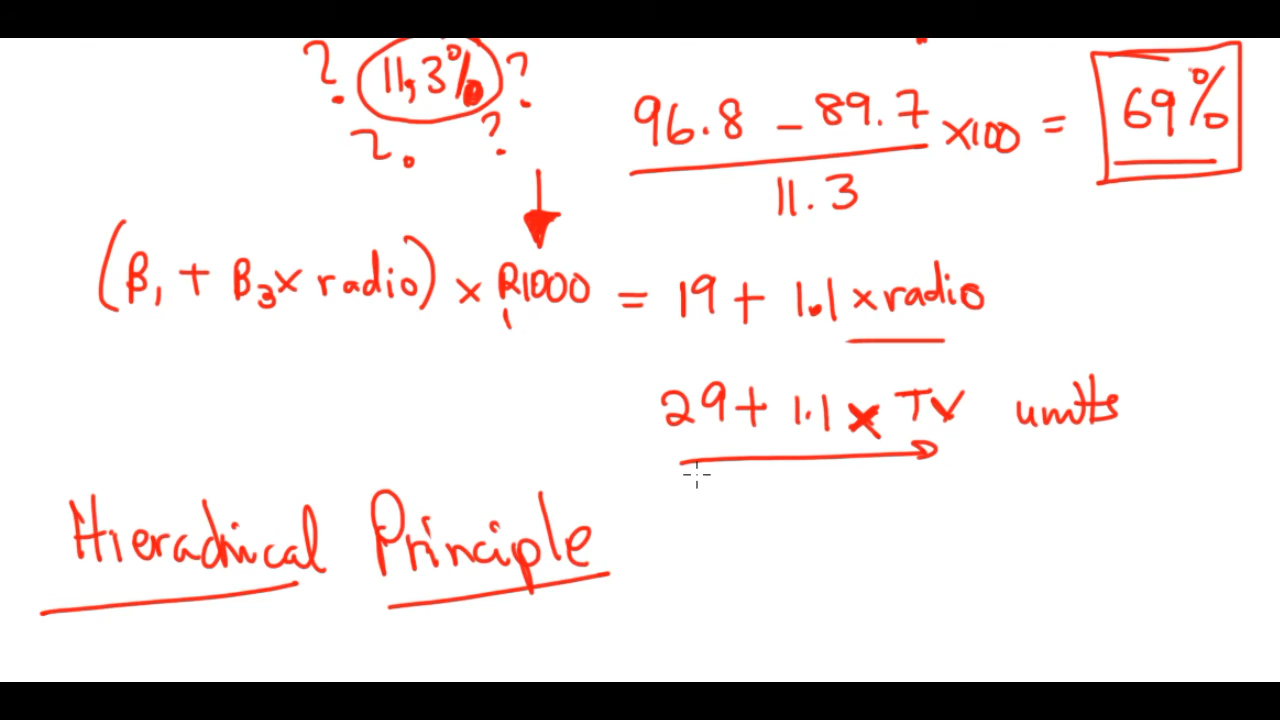 ? 11,3% ?
? ?
96.8 - 89.7 / 11.3 ×100 = 69%
(β₁ + β₃ × radio) × R1000 = 19 + 1.1 × radio
29 + 1.1 × TV units
Hierachical Principle